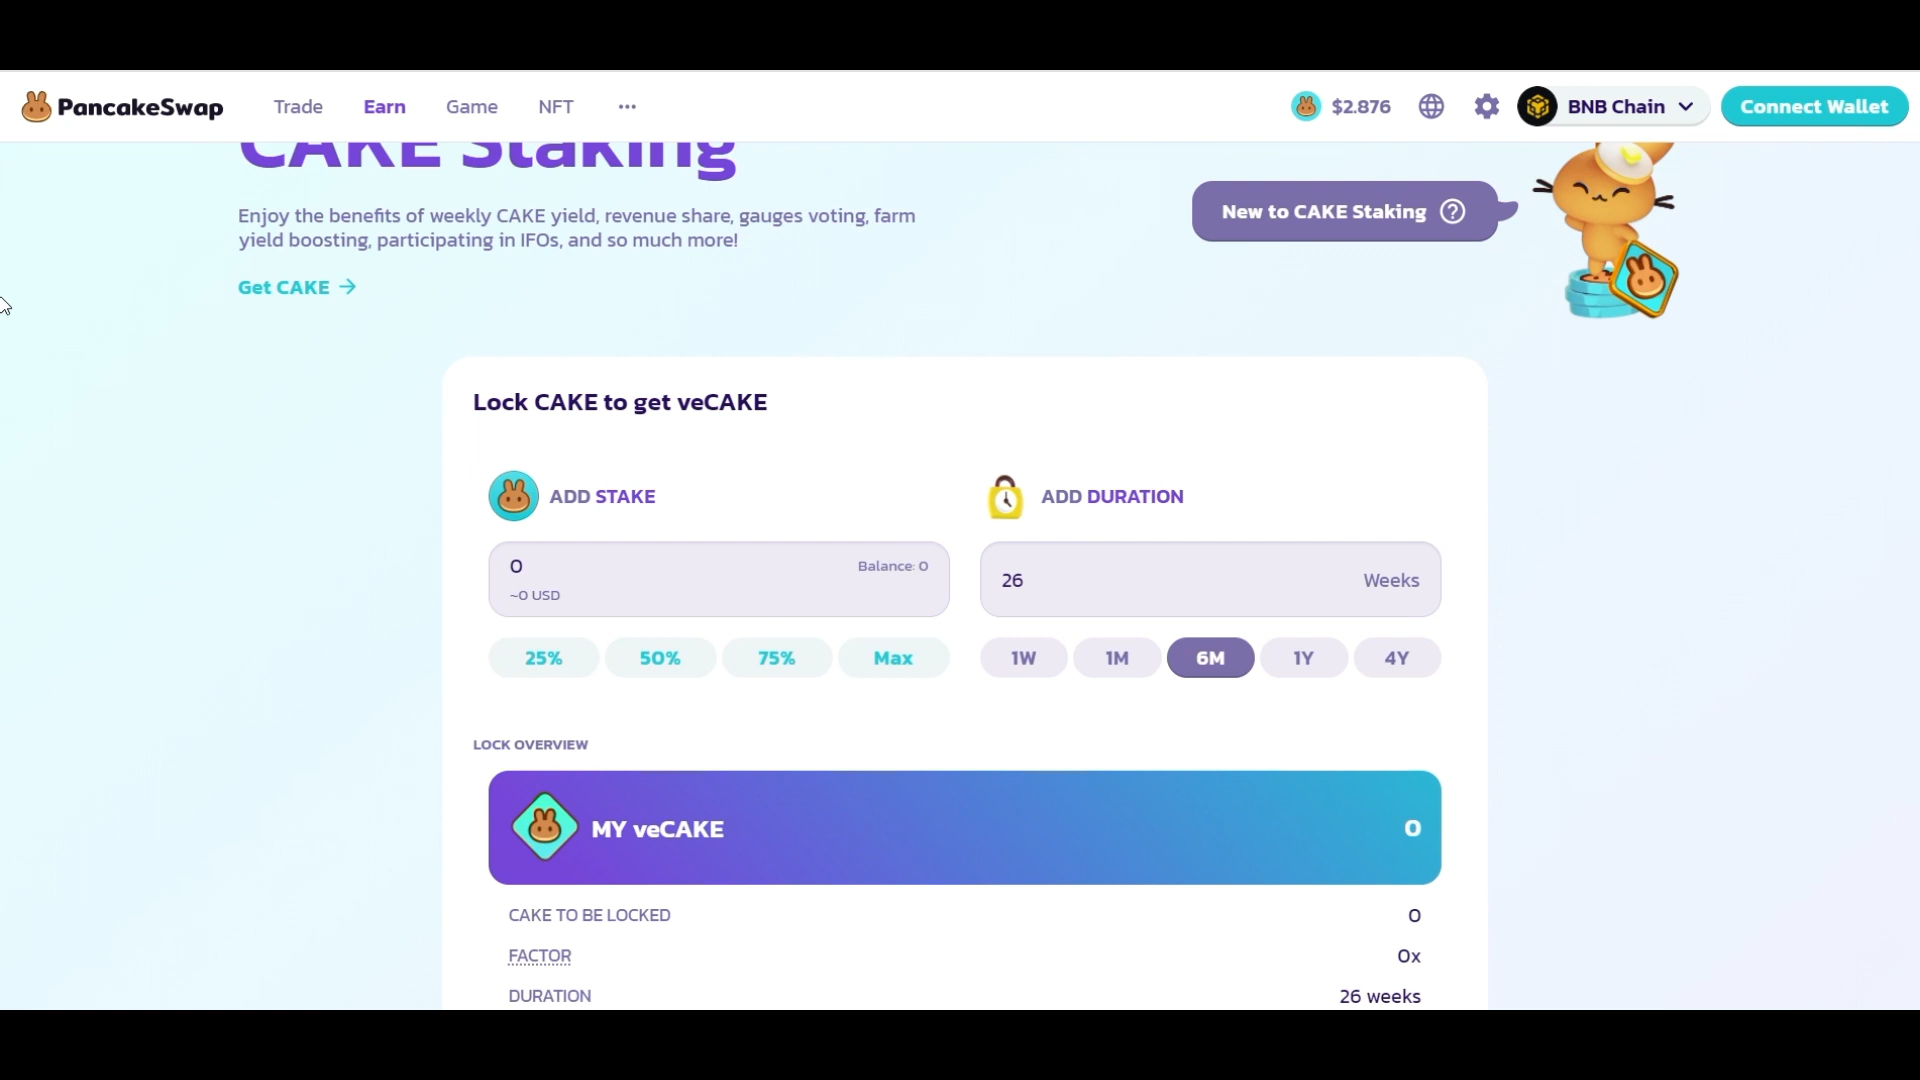 PancakeSwap Trade Earn Game NFT ••• $2.876 BNB Chain Connect Wallet
CAKE Staking
Enjoy the benefits of weekly CAKE yield, revenue share, gauges voting, farm
yield boosting, participating in IFOs, and so much more!
Get CAKE →
New to CAKE Staking ?
Lock CAKE to get veCAKE
ADD STAKE
0 Balance: 0
~0 USD
25% 50% 75% Max
ADD DURATION
26 Weeks
1W 1M 6M 1Y 4Y
LOCK OVERVIEW
MY veCAKE 0
CAKE TO BE LOCKED 0
FACTOR 0x
DURATION 26 weeks